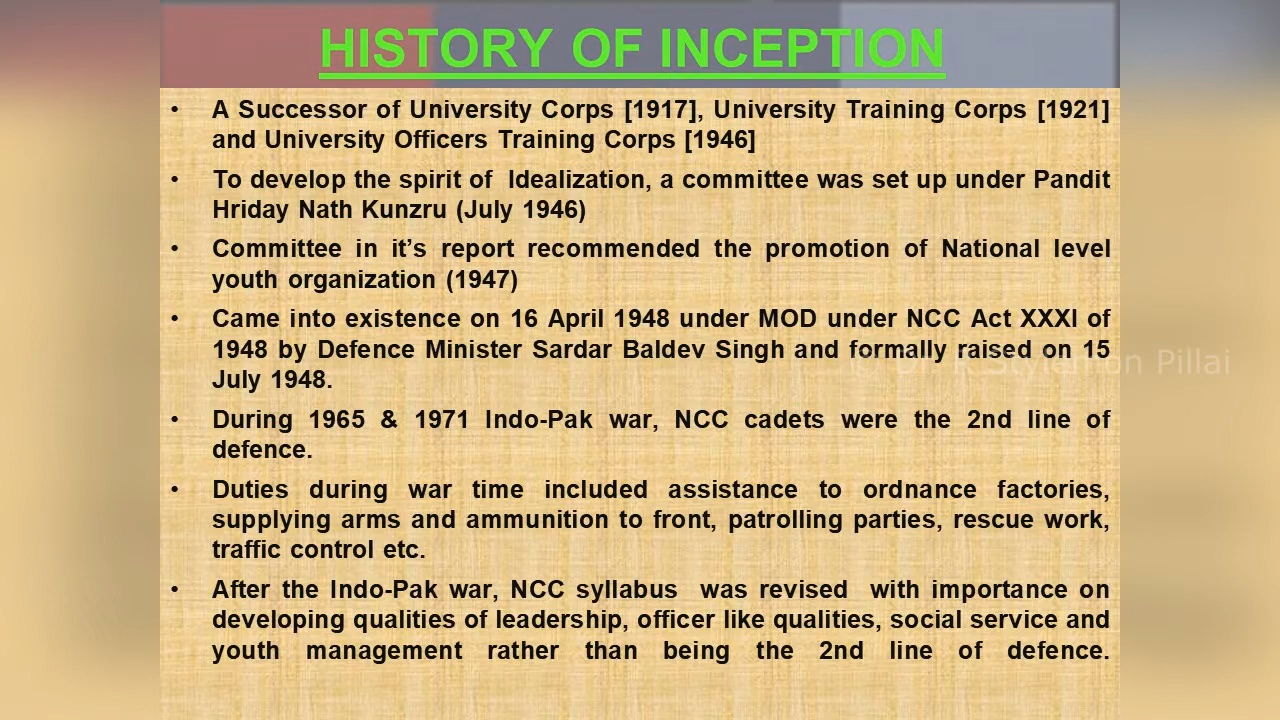 HISTORY OF INCEPTION
• A Successor of University Corps [1917], University Training Corps [1921]
and University Officers Training Corps [1946]
• To develop the spirit of Idealization, a committee was set up under Pandit
Hriday Nath Kunzru (July 1946)
• Committee in it’s report recommended the promotion of National level
youth organization (1947)
• Came into existence on 16 April 1948 under MOD under NCC Act XXXI of
1948 by Defence Minister Sardar Baldev Singh and formally raised on 15
July 1948.
• During 1965 & 1971 Indo-Pak war, NCC cadets were the 2nd line of
defence.
• Duties during war time included assistance to ordnance factories,
supplying arms and ammunition to front, patrolling parties, rescue work,
traffic control etc.
• After the Indo-Pak war, NCC syllabus was revised with importance on
developing qualities of leadership, officer like qualities, social service and
youth management rather than being the 2nd line of defence.
© Dr. R Stylemon Pillai